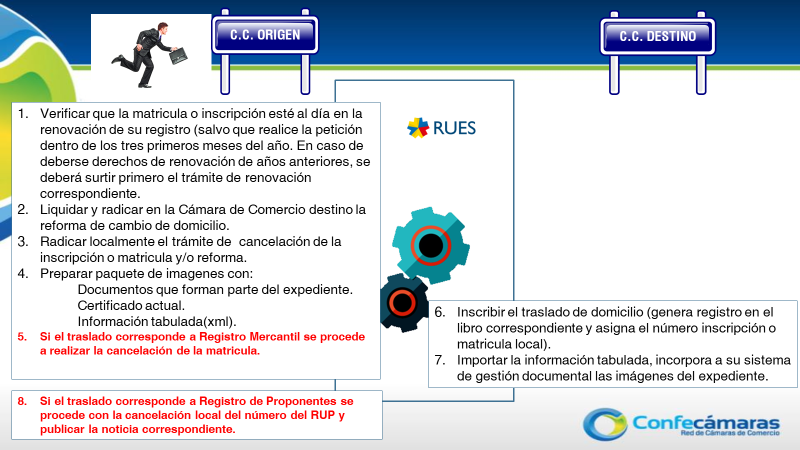 C.C. ORIGEN
C.C. DESTINO
RUES
1. Verificar que la matricula o inscripción esté al día en la
renovación de su registro (salvo que realice la petición
dentro de los tres primeros meses del año. En caso de
deberse derechos de renovación de años anteriores, se
deberá surtir primero el trámite de renovación
correspondiente.
2. Liquidar y radicar en la Cámara de Comercio destino la
reforma de cambio de domicilio.
3. Radicar localmente el trámite de cancelación de la
inscripción o matricula y/o reforma.
4. Preparar paquete de imagenes con:
Documentos que forman parte del expediente.
Certificado actual.
Información tabulada(xml).
5. Si el traslado corresponde a Registro Mercantil se procede
a realizar la cancelación de la matricula.
6. Inscribir el traslado de domicilio (genera registro en el
libro correspondiente y asigna el número inscripción o
matricula local).
7. Importar la información tabulada, incorpora a su sistema
de gestión documental las imágenes del expediente.
8. Si el traslado corresponde a Registro de Proponentes se
procede con la cancelación local del número del RUP y
publicar la noticia correspondiente.
Confecámaras
Red de Cámaras de Comercio